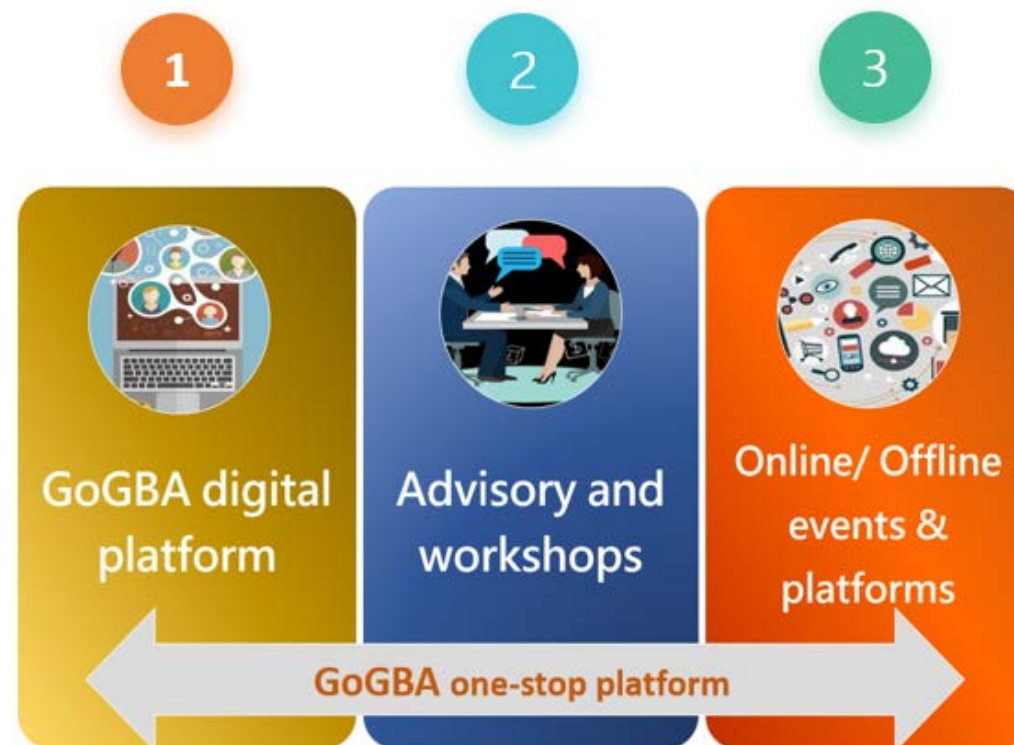 1
2
3
GoGBA digital
platform
Advisory and
workshops
Online/ Offline
events &
platforms
GoGBA one-stop platform